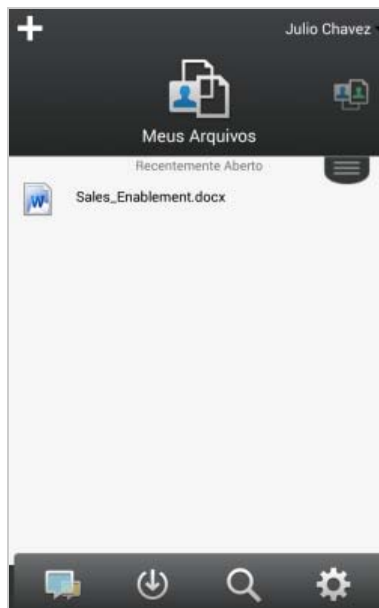 Julio Chavez
Meus Arquivos
Recentemente Aberto
Sales_Enablement.docx